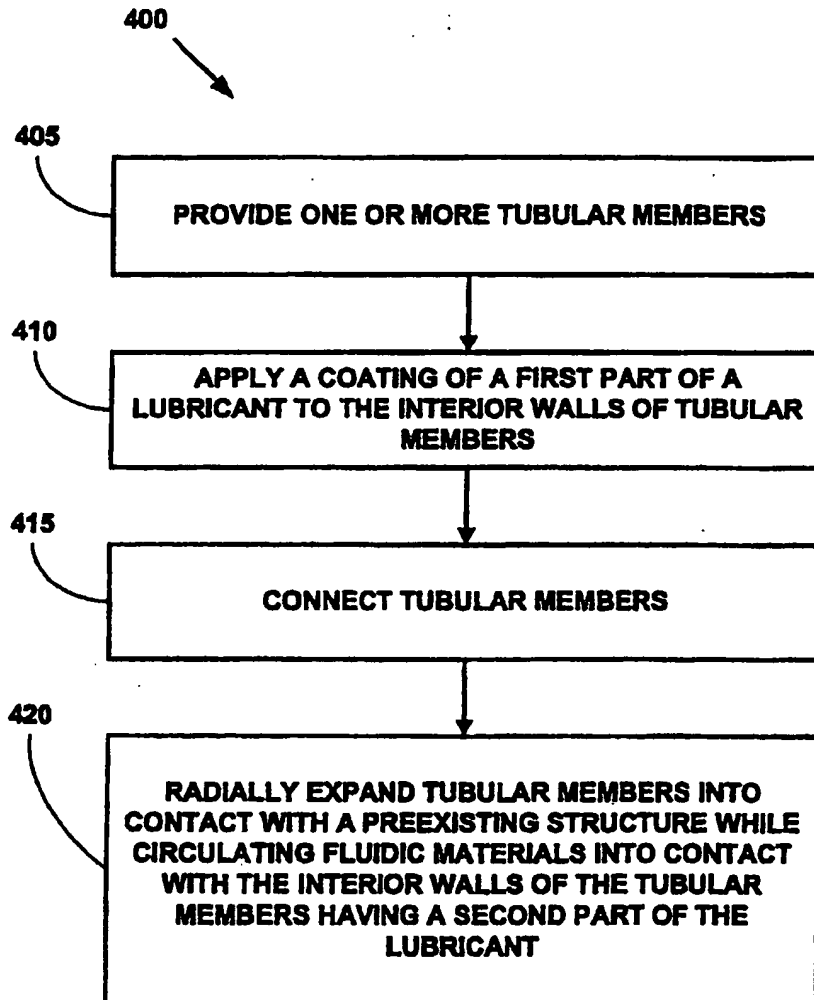 400
405
PROVIDE ONE OR MORE TUBULAR MEMBERS
410
APPLY A COATING OF A FIRST PART OF A
LUBRICANT TO THE INTERIOR WALLS OF TUBULAR
MEMBERS
415
CONNECT TUBULAR MEMBERS
420
RADIALLY EXPAND TUBULAR MEMBERS INTO
CONTACT WITH A PREEXISTING STRUCTURE WHILE
CIRCULATING FLUIDIC MATERIALS INTO CONTACT
WITH THE INTERIOR WALLS OF THE TUBULAR
MEMBERS HAVING A SECOND PART OF THE
LUBRICANT